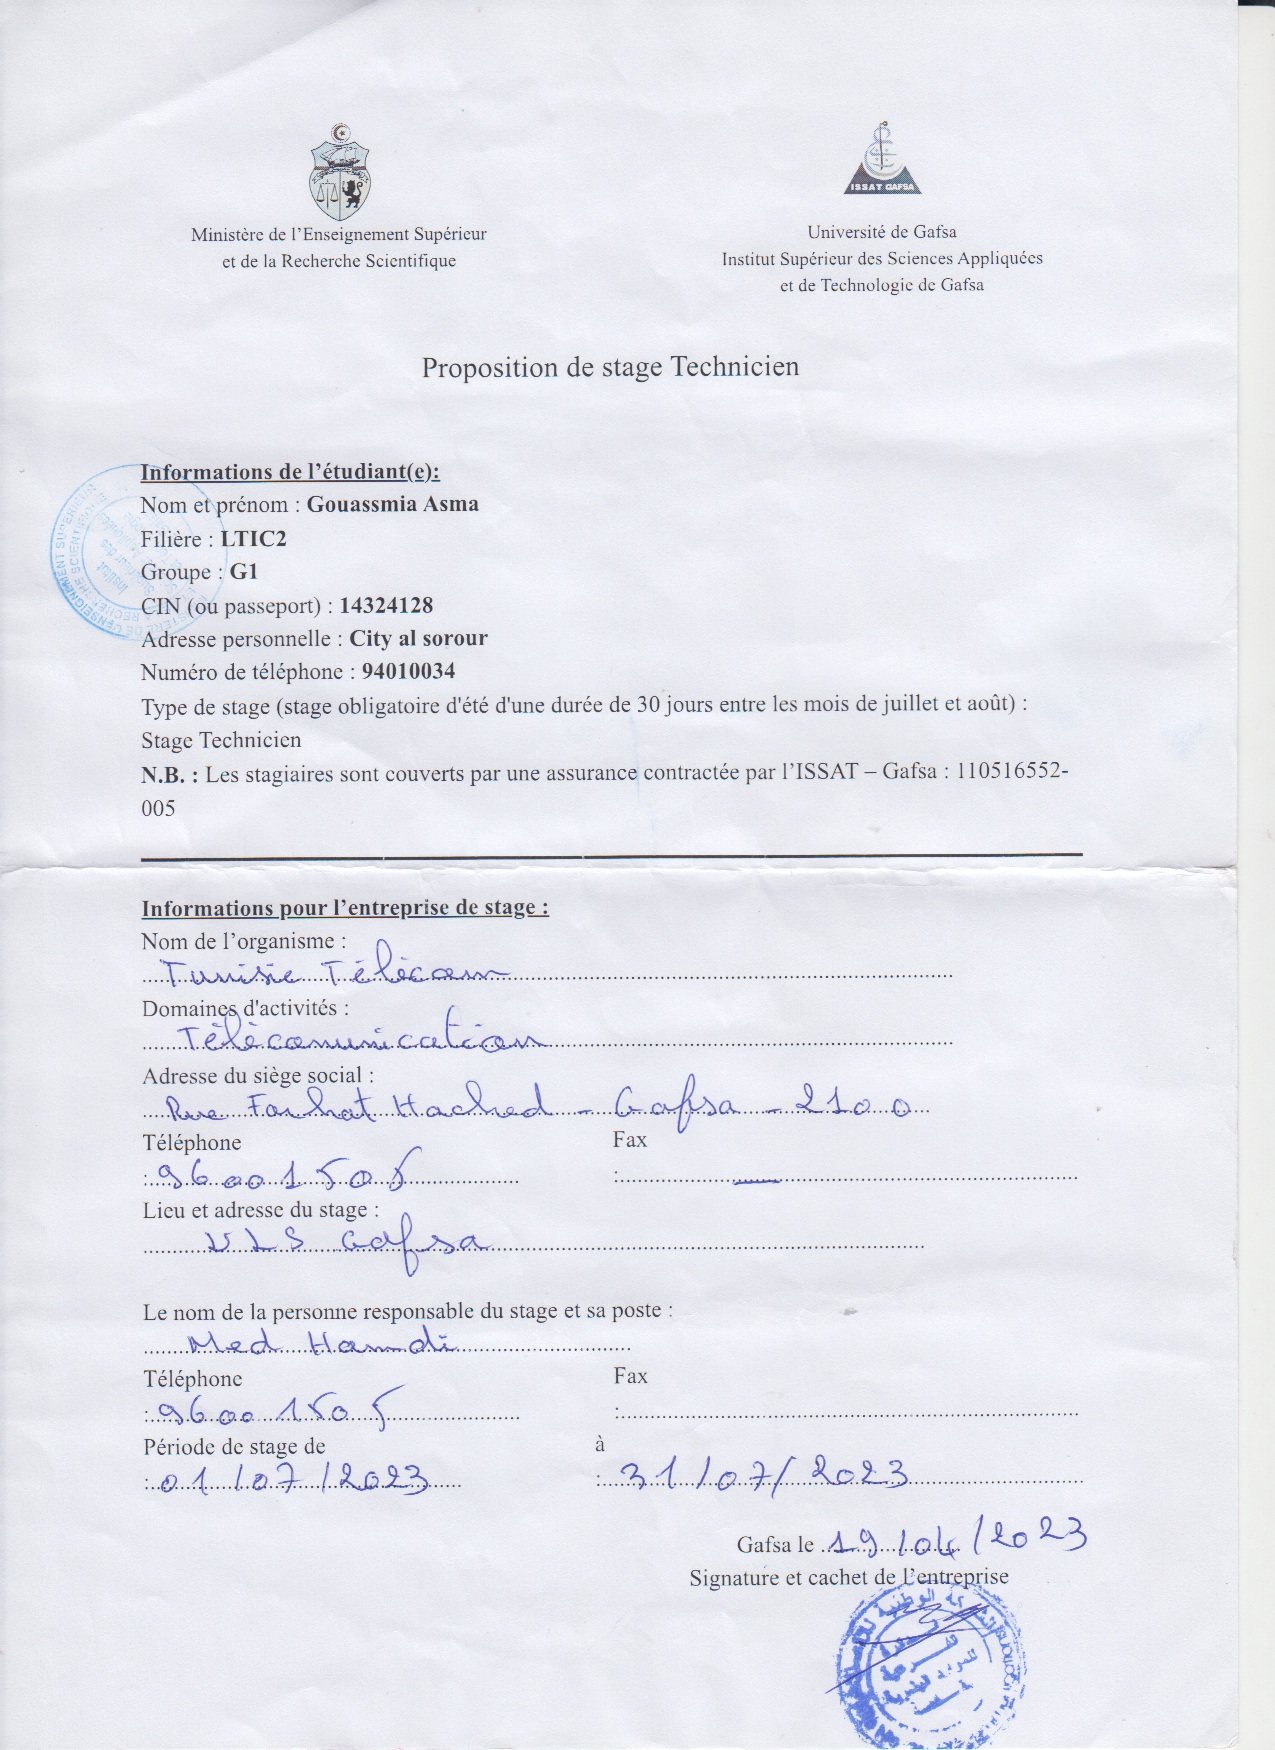 ISSAT GAFSA
Ministère de l'Enseignement Supérieur
et de la Recherche Scientifique
Université de Gafsa
Institut Supérieur des Sciences Appliquées
et de Technologie de Gafsa
Proposition de stage Technicien
Informations de l'étudiant(e):
Nom et prénom : Gouassmia Asma
Filière : LTIC2
Groupe : G1
CIN (ou passeport) : 14324128
Adresse personnelle : City al sorour
Numéro de téléphone : 94010034
Type de stage (stage obligatoire d'été d'une durée de 30 jours entre les mois de juillet et août) :
Stage Technicien
N.B. : Les stagiaires sont couverts par une assurance contractée par l'ISSAT – Gafsa : 110516552-
005
Informations pour l'entreprise de stage :
Nom de l'organisme :
Tunisie Télécom
Domaines d'activités :
Télécomunication
Adresse du siège social :
Rue Farhat Hached - Gafsa - 2100
Téléphone Fax
: 96001505 : —
Lieu et adresse du stage :
ULS Gafsa
Le nom de la personne responsable du stage et sa poste :
Med Hamdi
Téléphone Fax
: 96001505 :
Période de stage de à
: 01/07/2023 : 31/07/2023
Gafsa le 19/04/2023
Signature et cachet de l'entreprise